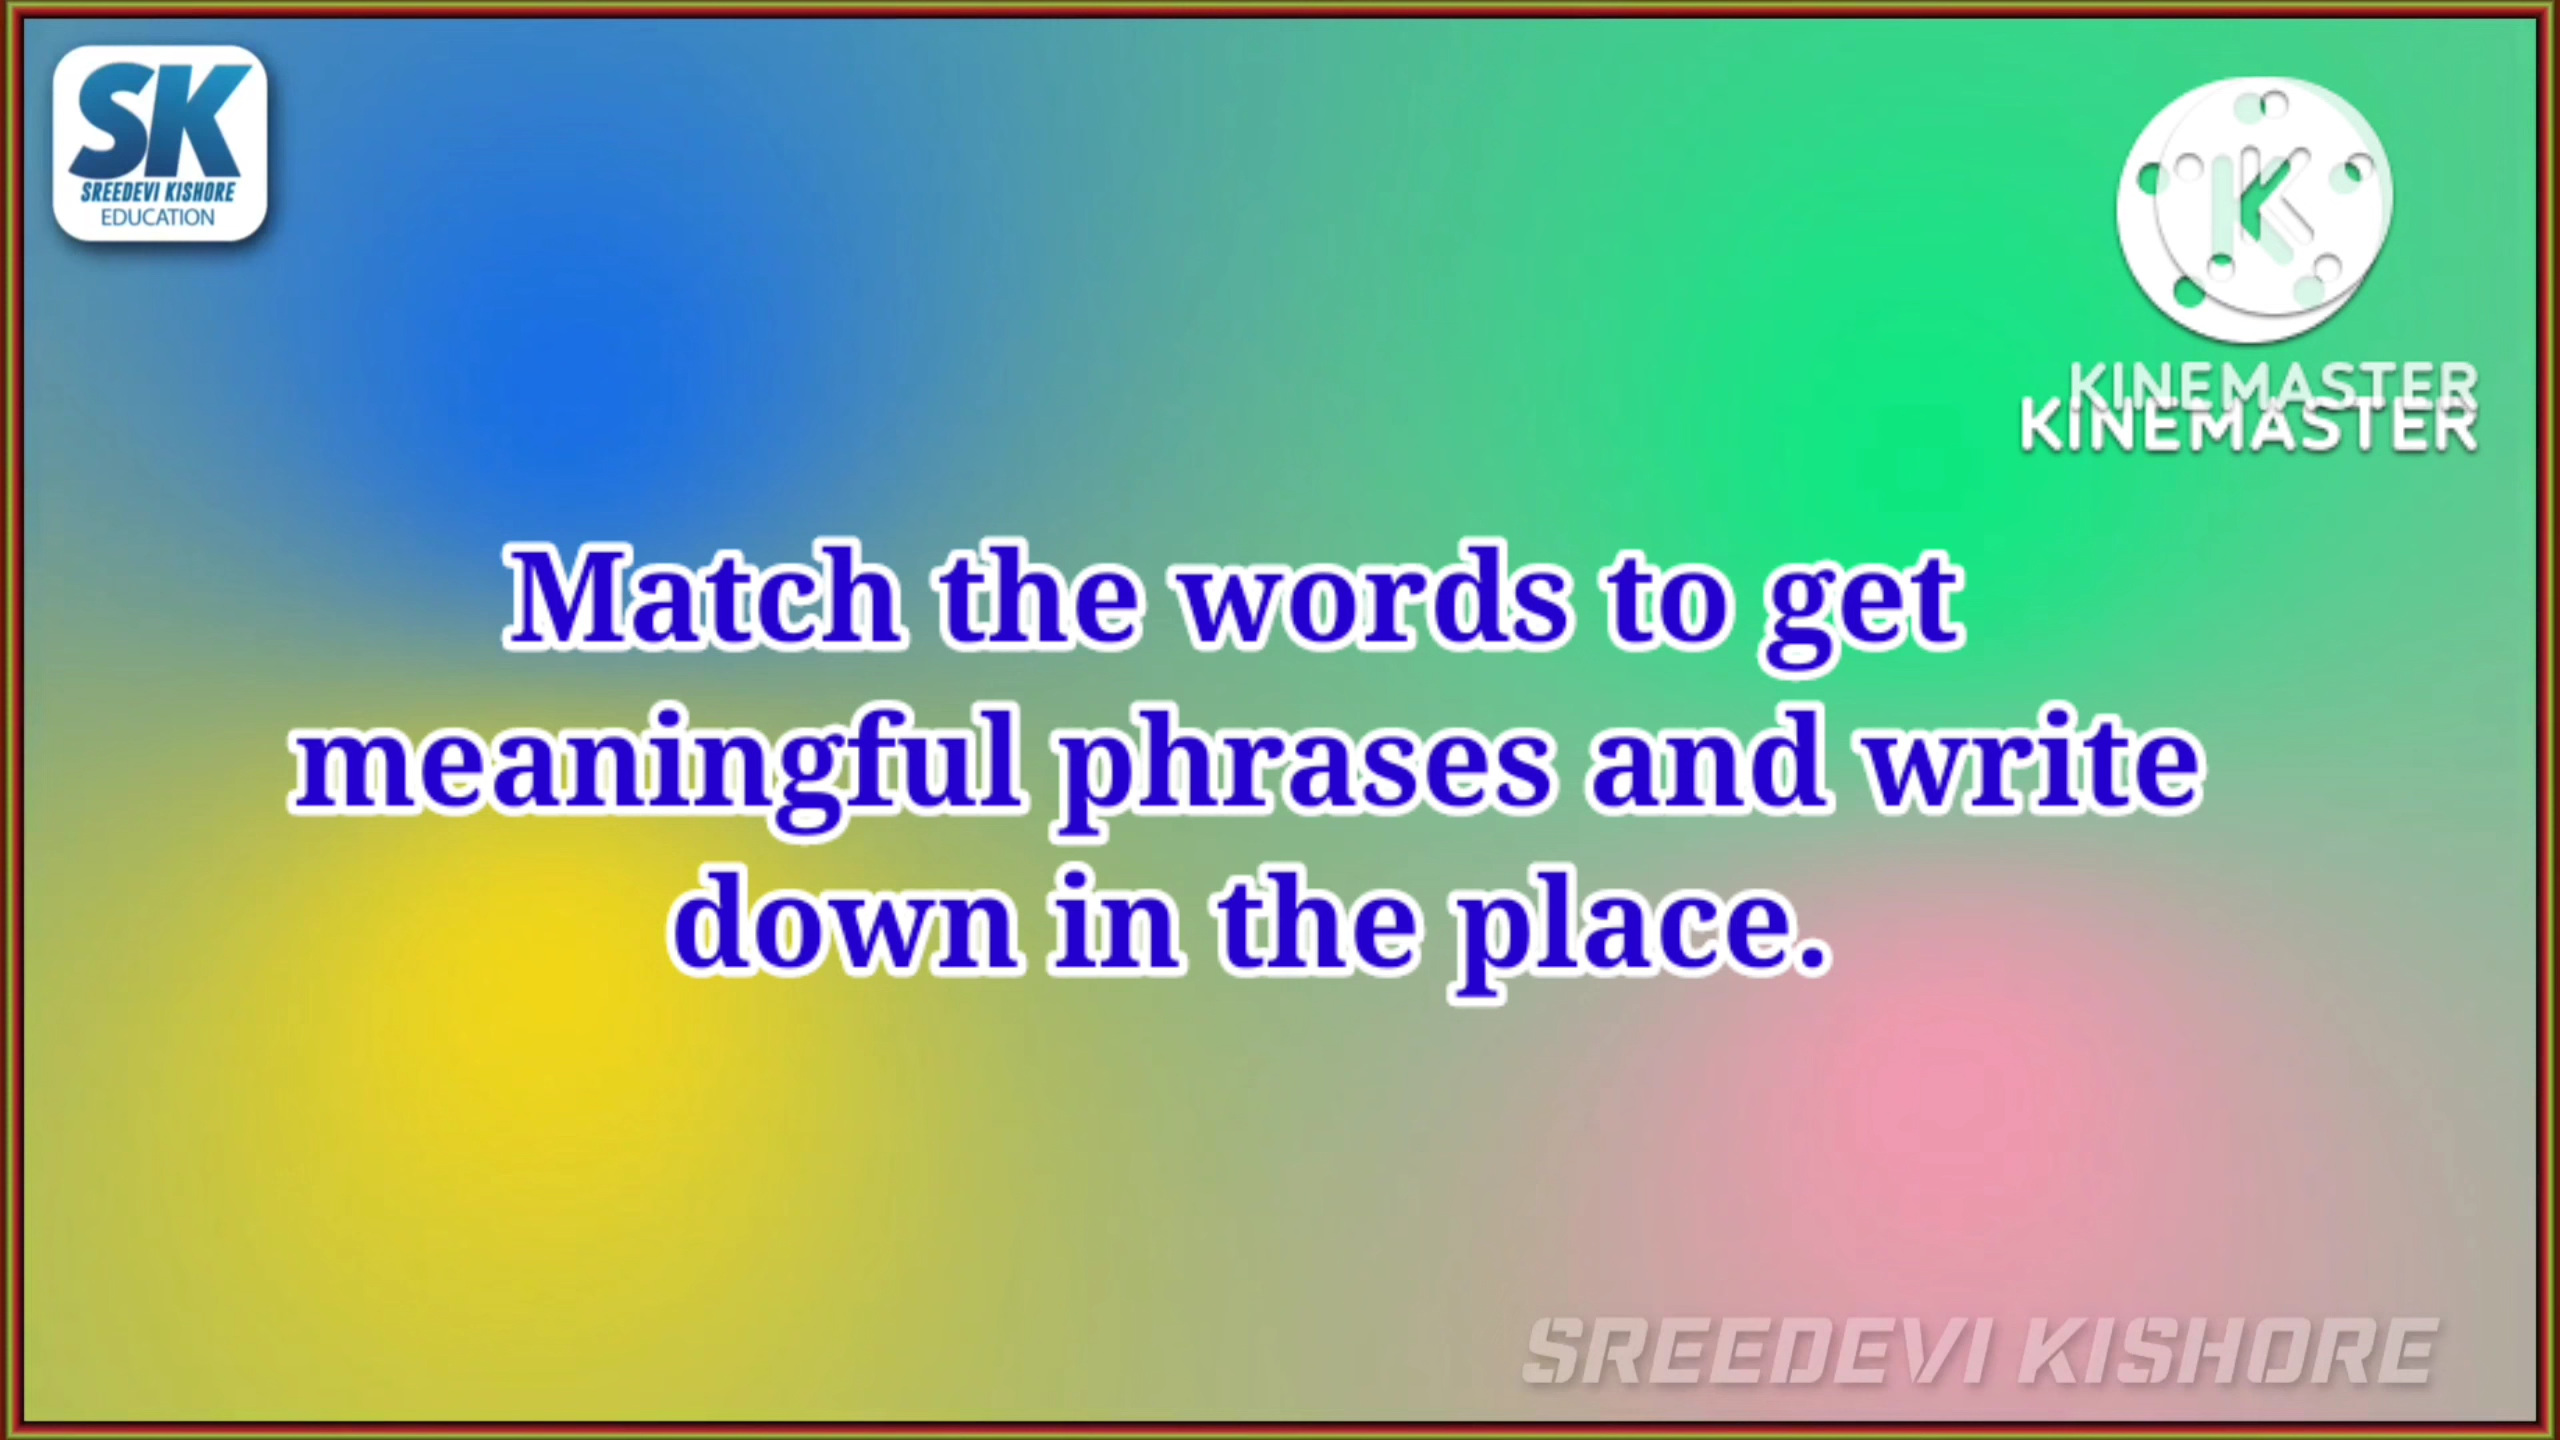 SK
SREEDEVI KISHORE
EDUCATION
KINEMASTER
KINEMASTER
Match the words to get
meaningful phrases and write
down in the place.
SREEDEVI KISHORE